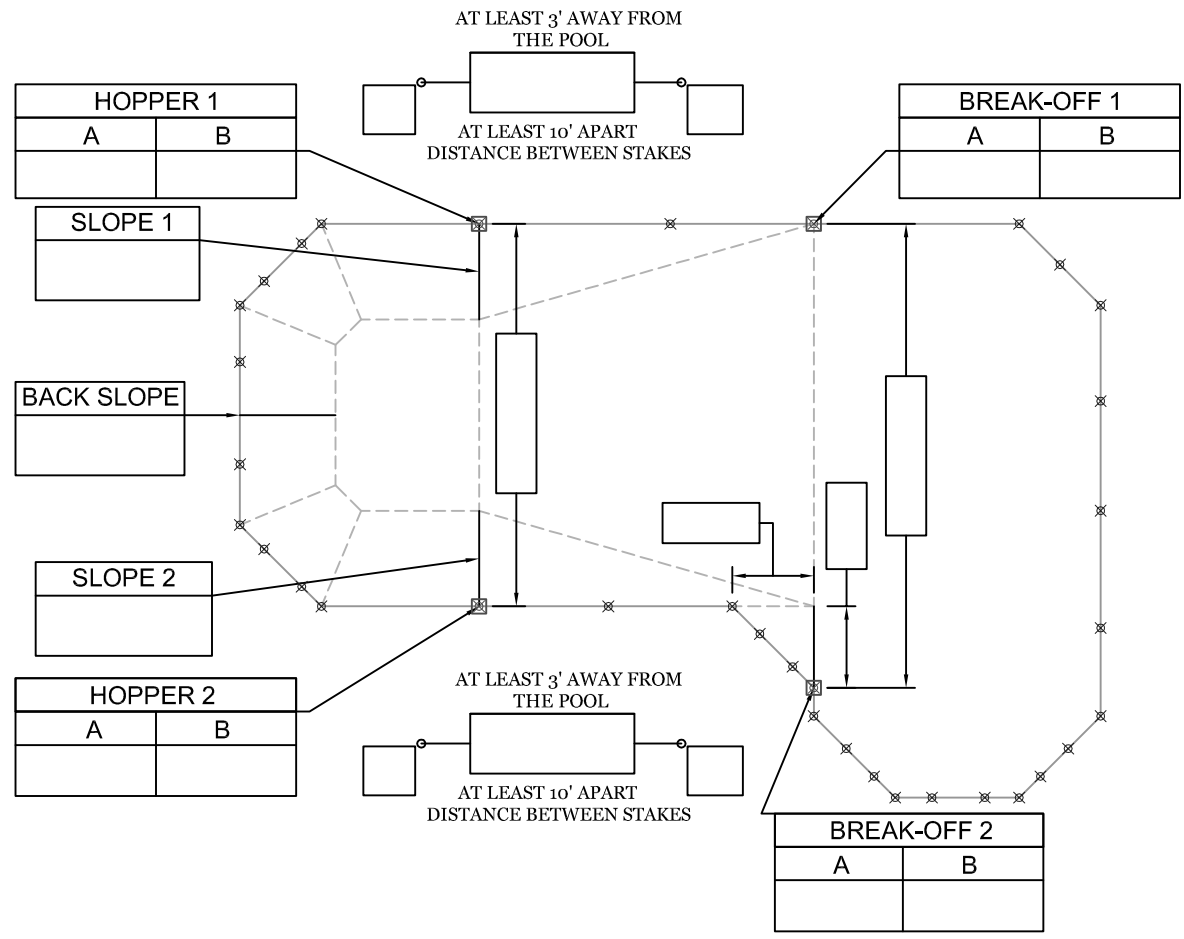 AT LEAST 3' AWAY FROM
THE POOL
AT LEAST 10' APART
DISTANCE BETWEEN STAKES
HOPPER 1
A B
BREAK-OFF 1
A B
SLOPE 1
BACK SLOPE
SLOPE 2
HOPPER 2
A B
AT LEAST 3' AWAY FROM
THE POOL
AT LEAST 10' APART
DISTANCE BETWEEN STAKES
BREAK-OFF 2
A B